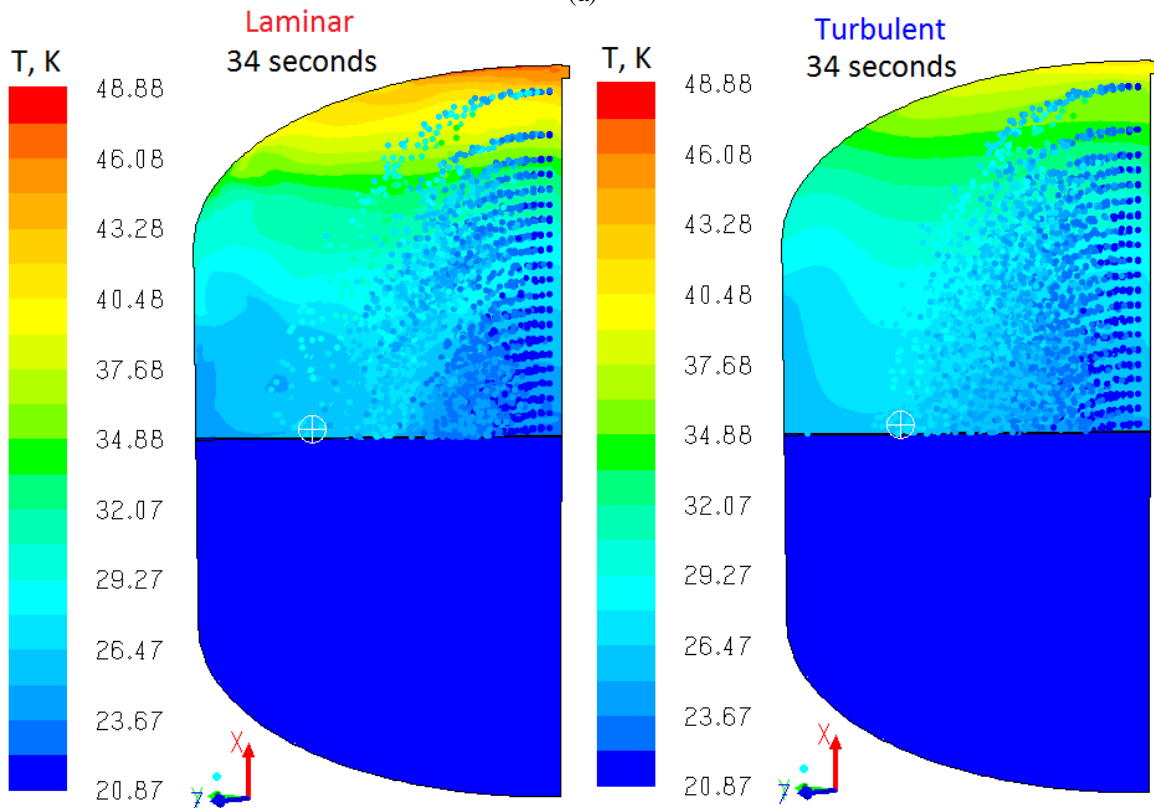 (a)
Laminar
34 seconds
T, K
48.88
46.08
43.28
40.48
37.68
34.88
32.07
29.27
26.47
23.67
20.87
X
Y
Turbulent
34 seconds
T, K
48.88
46.08
43.28
40.48
37.68
34.88
32.07
29.27
26.47
23.67
20.87
X